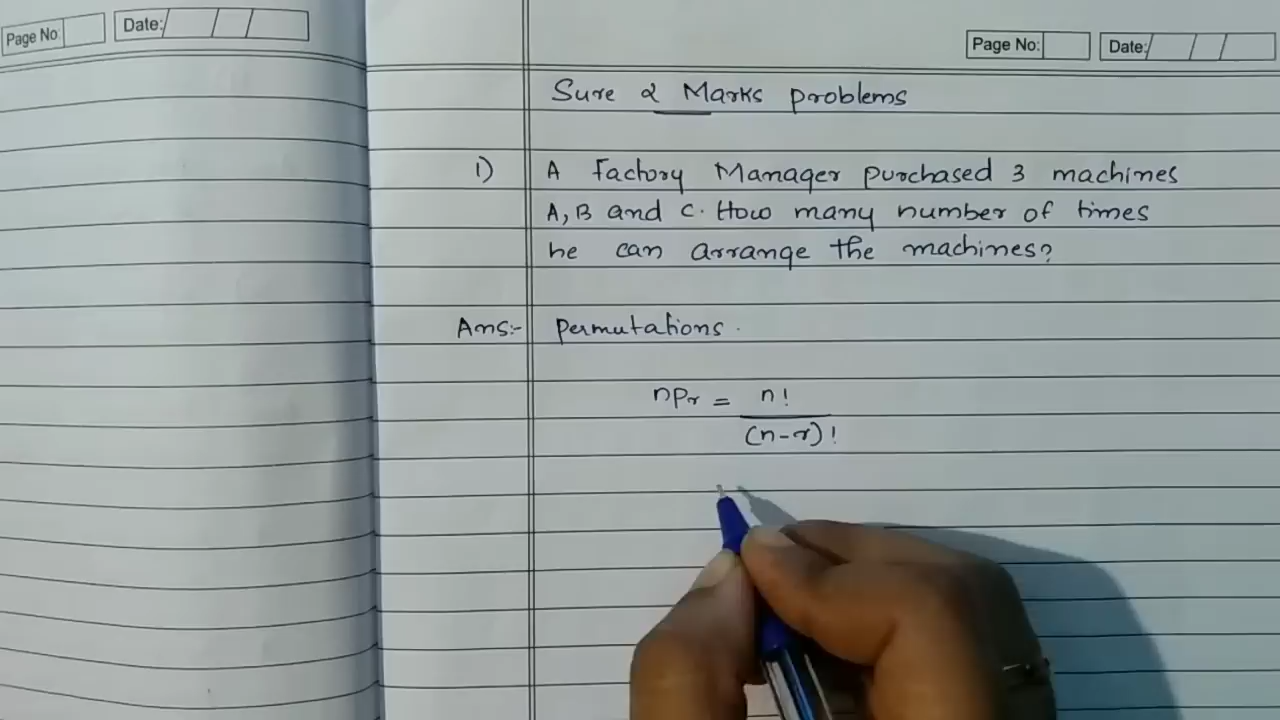 Page No:
Date: / / /
Page No:
Date: / / /
Sure 2 Marks problems
1) A Factory Manager purchased 3 machines
A, B and C. How many number of times
he can arrange the machines?
Ans:- permutations.
nPr = n!
(n-r)!